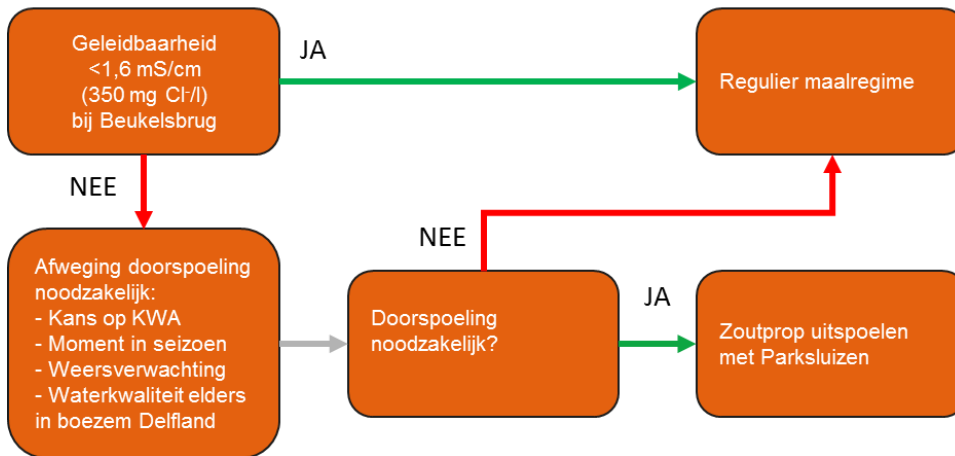 Geleidbaarheid
<1,6 mS/cm
(350 mg Cl⁻/l)
bij Beukelsbrug
JA
Regulier maalregime
NEE
Afweging doorspoeling
noodzakelijk:
- Kans op KWA
- Moment in seizoen
- Weersverwachting
- Waterkwaliteit elders
in boezem Delfland
NEE
Doorspoeling
noodzakelijk?
JA
Zoutprop uitspoelen
met Parksluizen